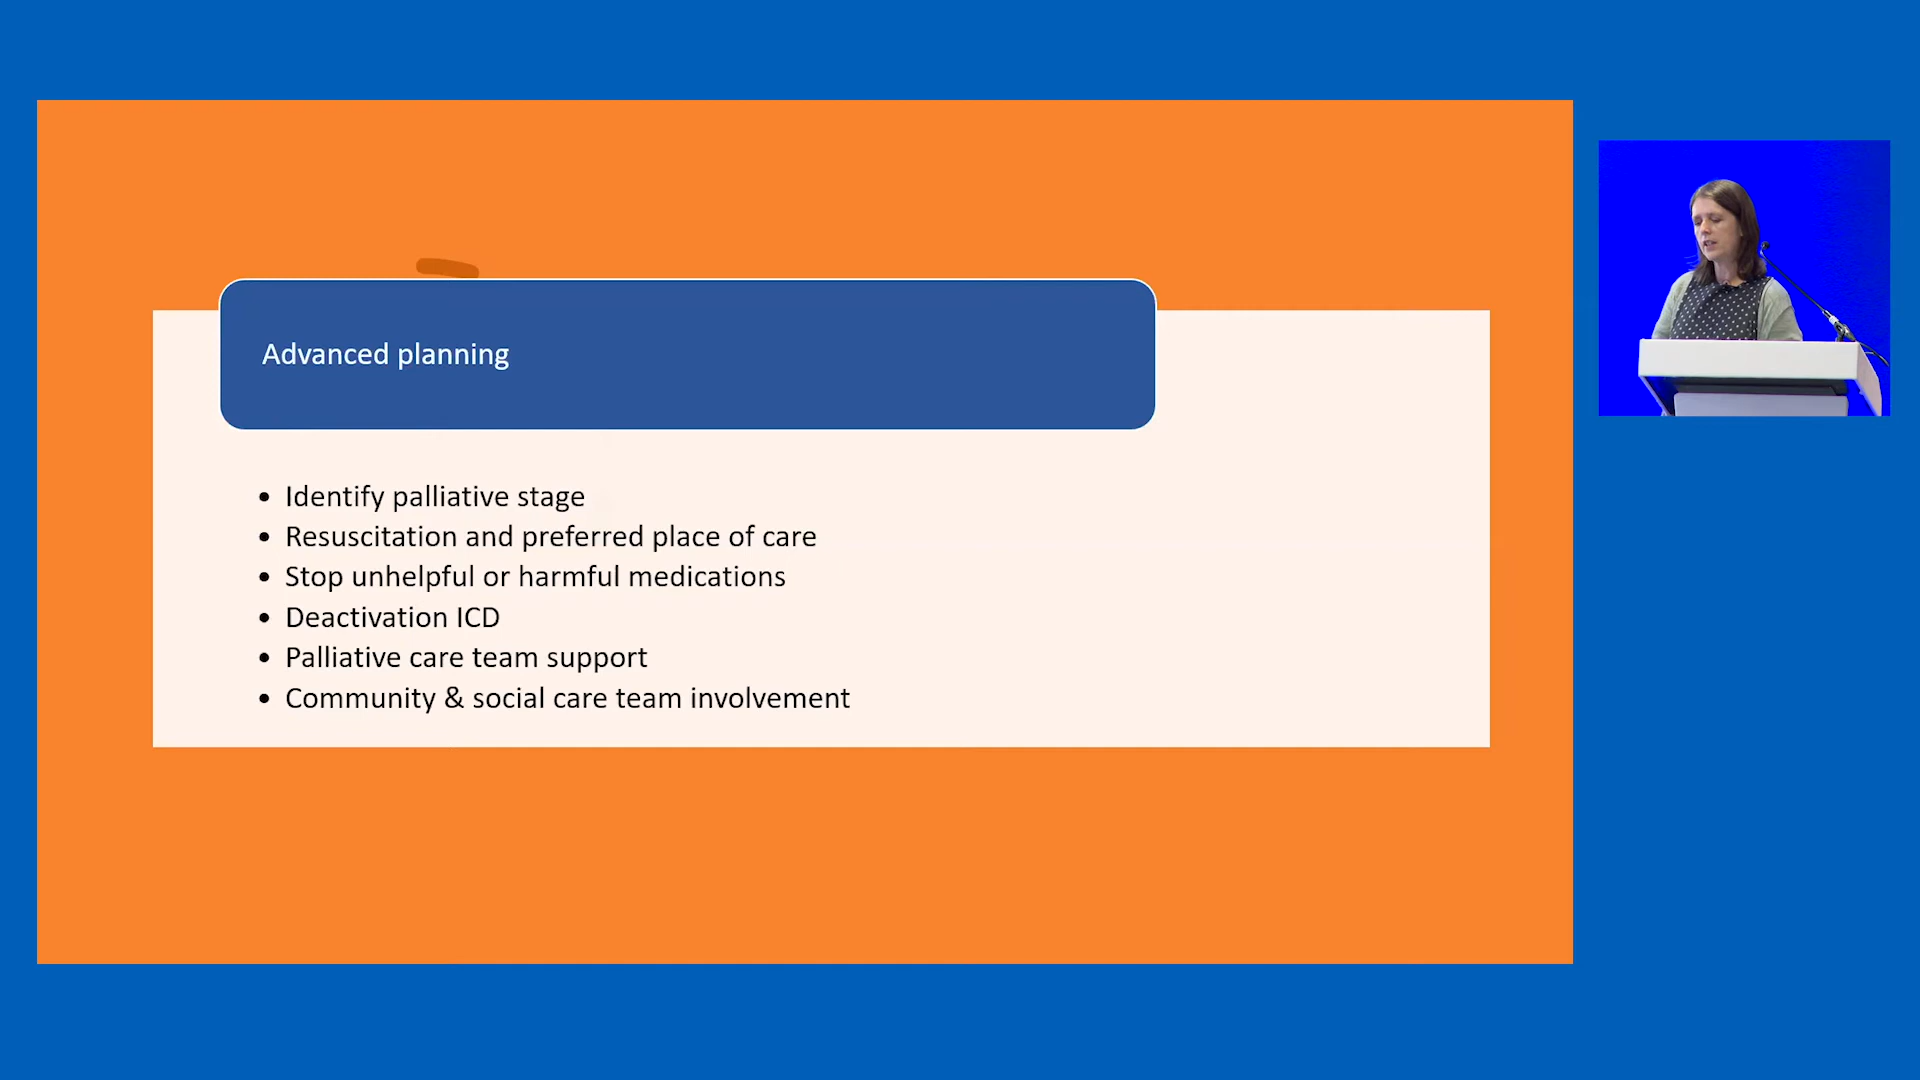 Advanced planning
• Identify palliative stage
• Resuscitation and preferred place of care
• Stop unhelpful or harmful medications
• Deactivation ICD
• Palliative care team support
• Community & social care team involvement